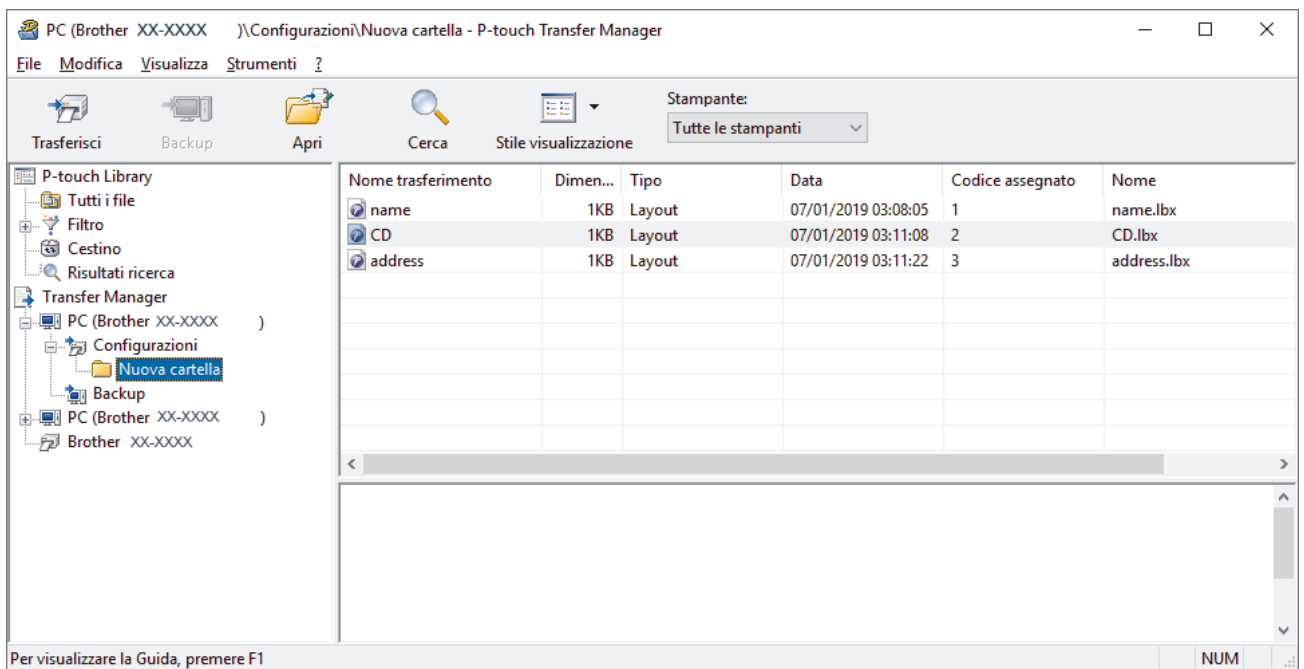 PC (Brother XX-XXXX )\Configurazioni\Nuova cartella - P-touch Transfer Manager
File Modifica Visualizza Strumenti ?
Trasferisci Backup Apri Cerca Stile visualizzazione
Stampante:
Tutte le stampanti
P-touch Library
Tutti i file
Filtro
Cestino
Risultati ricerca
Transfer Manager
PC (Brother XX-XXXX )
Configurazioni
Nuova cartella
Backup
PC (Brother XX-XXXX )
Brother XX-XXXX
Nome trasferimento Dimen... Tipo Data Codice assegnato Nome
name 1KB Layout 07/01/2019 03:08:05 1 name.lbx
CD 1KB Layout 07/01/2019 03:11:08 2 CD.lbx
address 1KB Layout 07/01/2019 03:11:22 3 address.lbx
Per visualizzare la Guida, premere F1 NUM